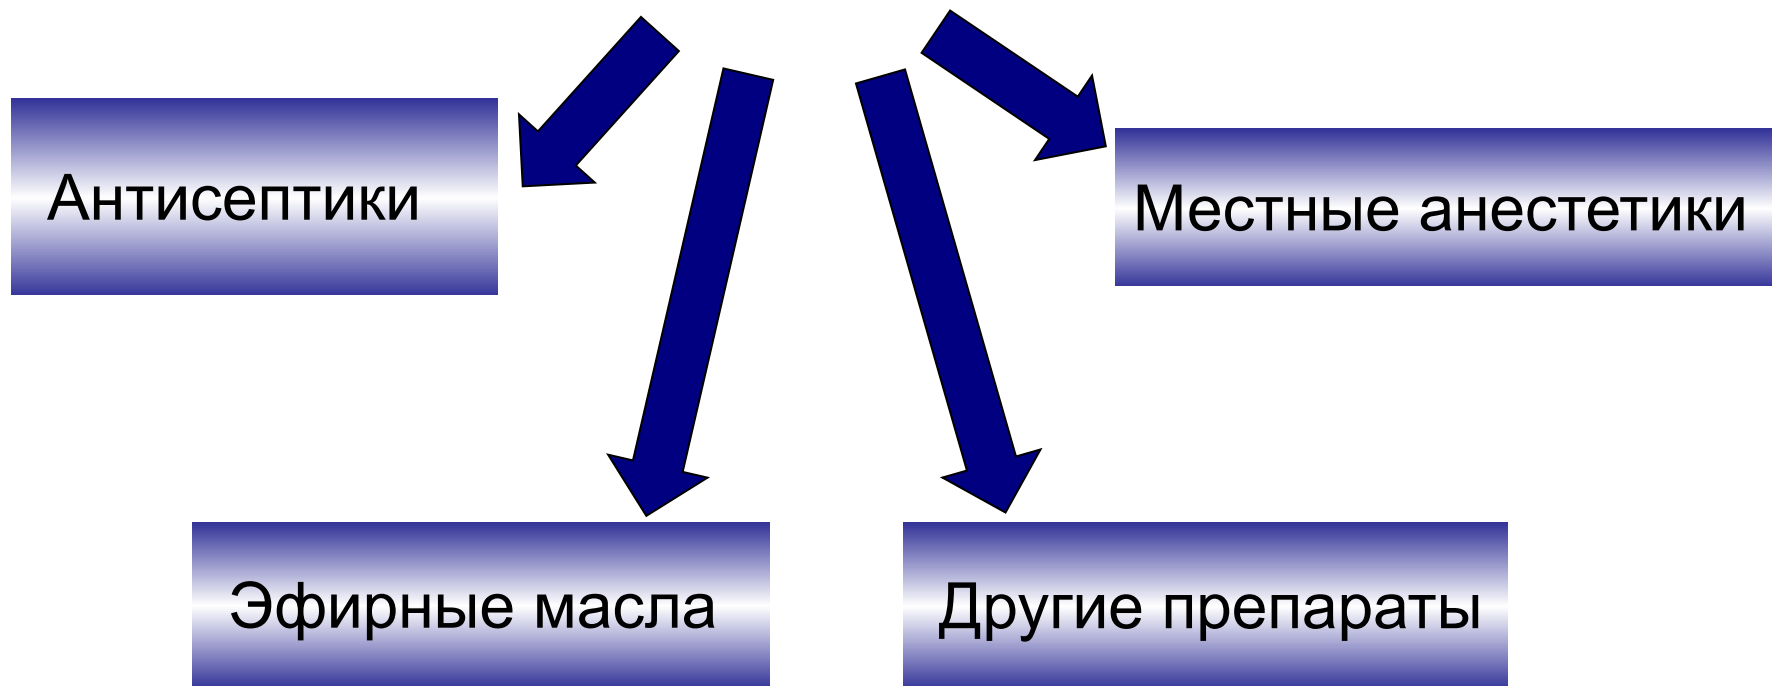 Антисептики
Местные анестетики
Эфирные масла
Другие препараты